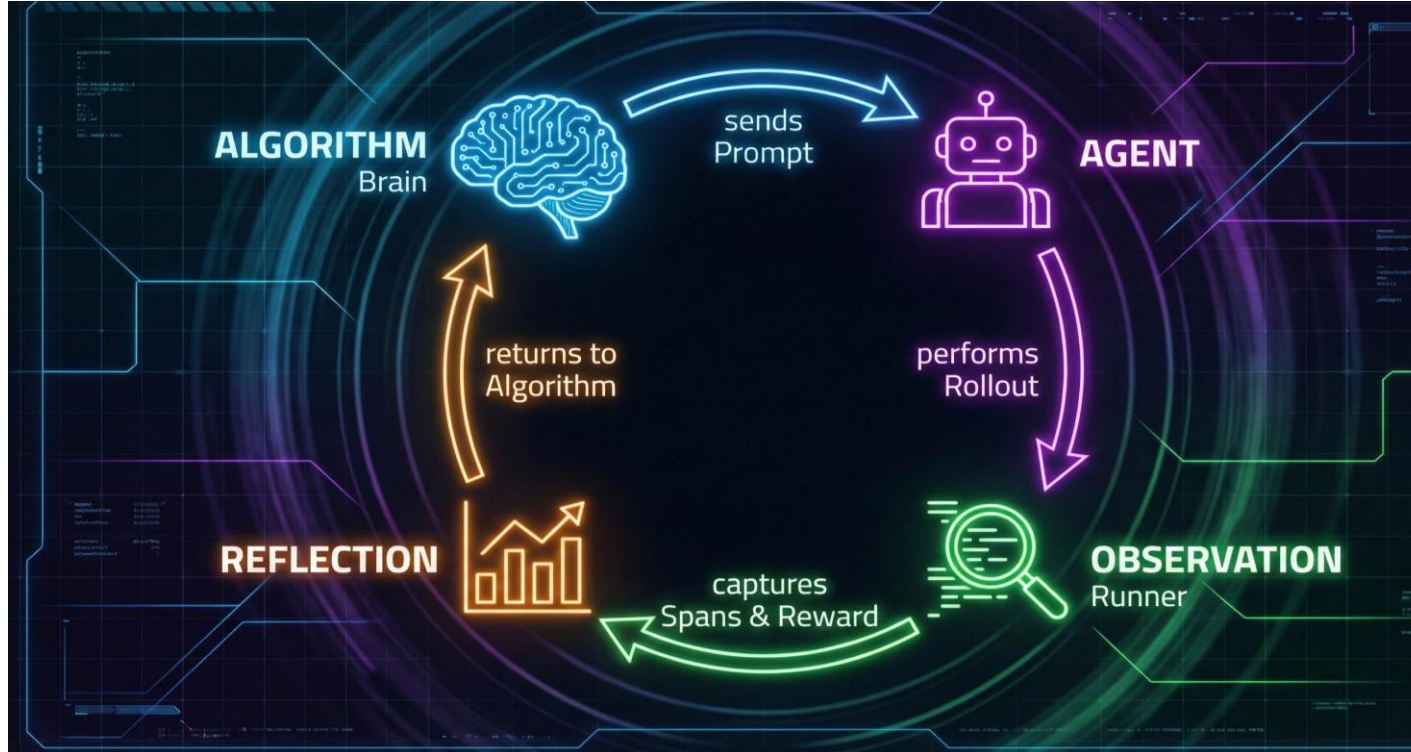 ALGORITHM
Brain
sends
Prompt
AGENT
returns to
Algorithm
performs
Rollout
REFLECTION
captures
Spans & Reward
OBSERVATION
Runner